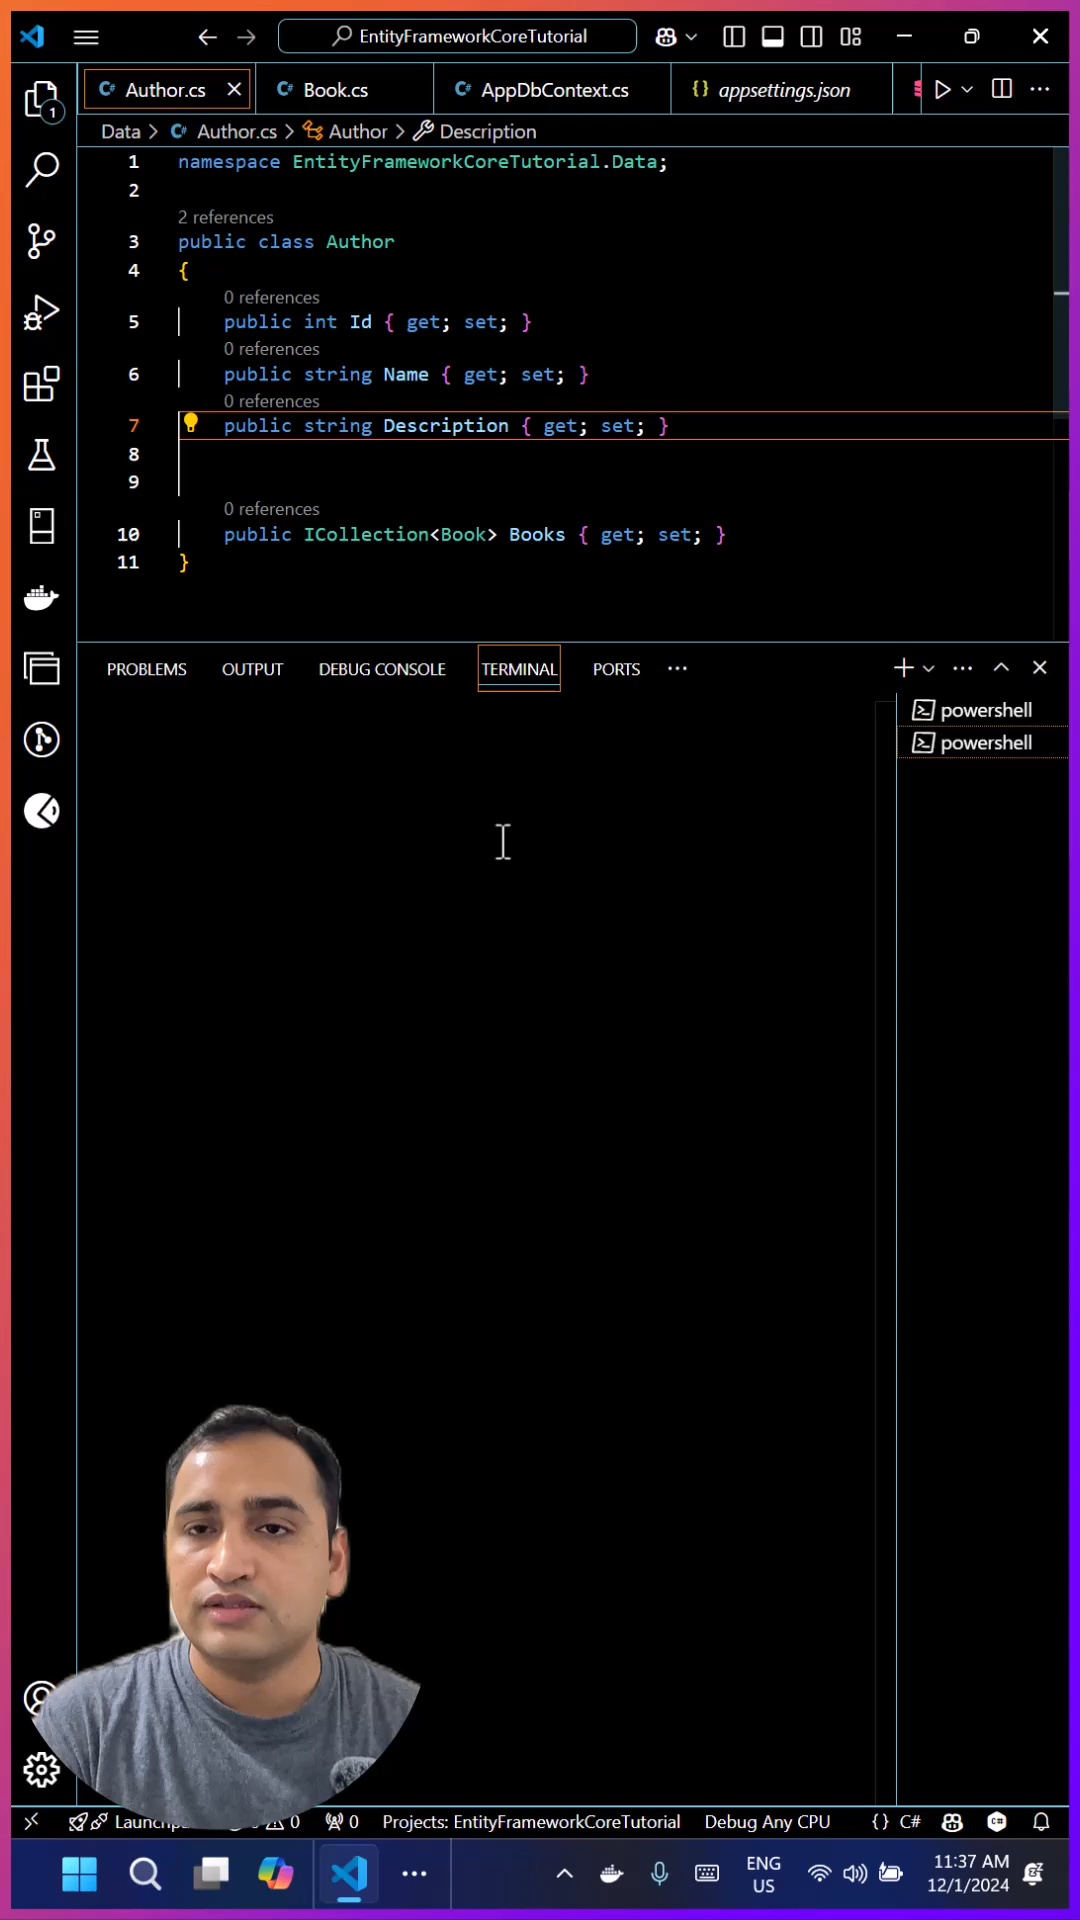 EntityFrameworkCoreTutorial
1
C# Author.cs
C# Book.cs
C# AppDbContext.cs
{} appsettings.json
Data > C# Author.cs > Author > Description
1 namespace EntityFrameworkCoreTutorial.Data;
2
2 references
3 public class Author
4 {
0 references
5 public int Id { get; set; }
0 references
6 public string Name { get; set; }
0 references
7 public string Description { get; set; }
8
9
0 references
10 public ICollection<Book> Books { get; set; }
11 }
PROBLEMS OUTPUT DEBUG CONSOLE TERMINAL PORTS
powershell
powershell
0 0 Projects: EntityFrameworkCoreTutorial Debug Any CPU {} C#
ENG
US
11:37 AM
12/1/2024